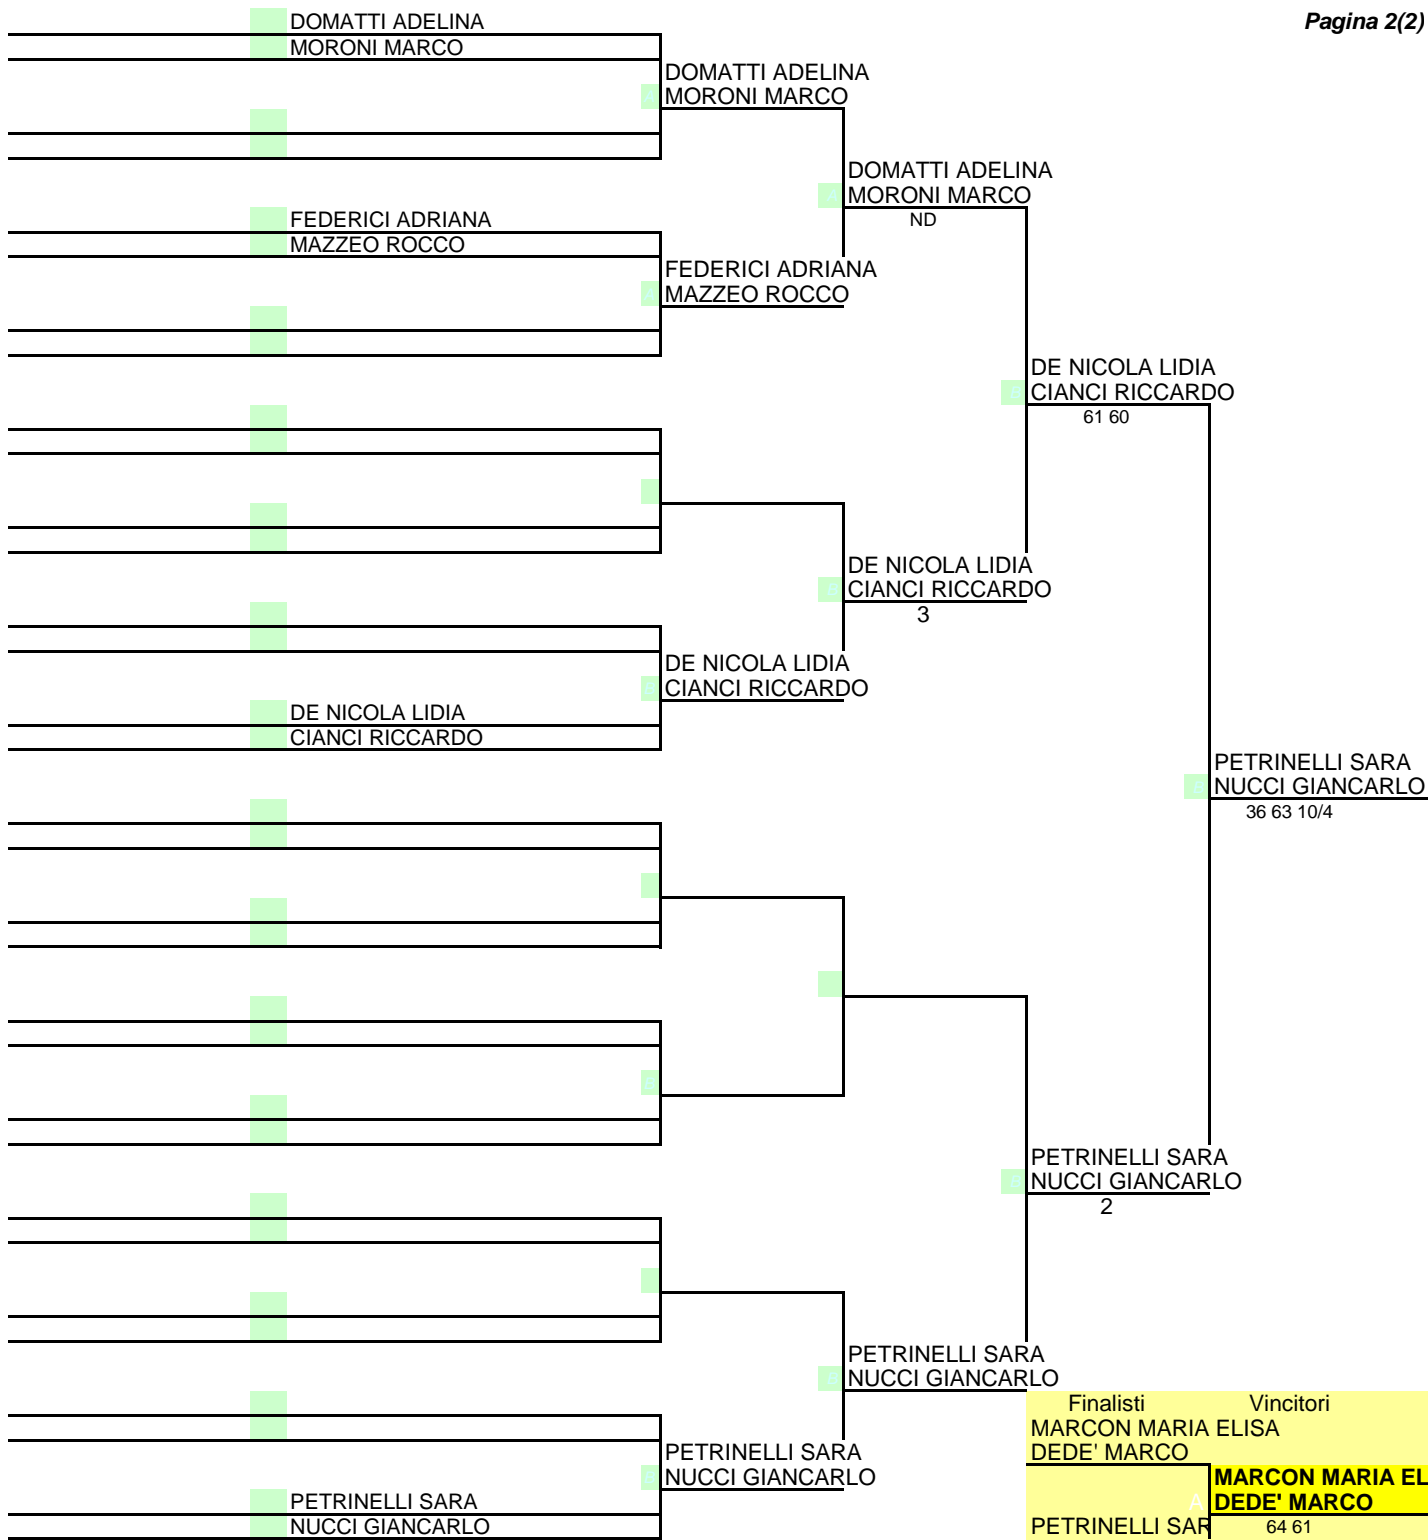 Pagina 2(2)
DOMATTI ADELINA
MORONI MARCO
DOMATTI ADELINA
MORONI MARCO
DOMATTI ADELINA
MORONI MARCO
ND
FEDERICI ADRIANA
MAZZEO ROCCO
FEDERICI ADRIANA
MAZZEO ROCCO
DE NICOLA LIDIA
CIANCI RICCARDO
61 60
DE NICOLA LIDIA
CIANCI RICCARDO
3
DE NICOLA LIDIA
CIANCI RICCARDO
DE NICOLA LIDIA
CIANCI RICCARDO
PETRINELLI SARA
NUCCI GIANCARLO
36 63 10/4
PETRINELLI SARA
NUCCI GIANCARLO
2
PETRINELLI SARA
NUCCI GIANCARLO
Finalisti Vincitori
MARCON MARIA ELISA
DEDE' MARCO
PETRINELLI SARA
NUCCI GIANCARLO
MARCON MARIA EL
A DEDE' MARCO
PETRINELLI SARA
NUCCI GIANCARLO
PETRINELLI SAR 64 61